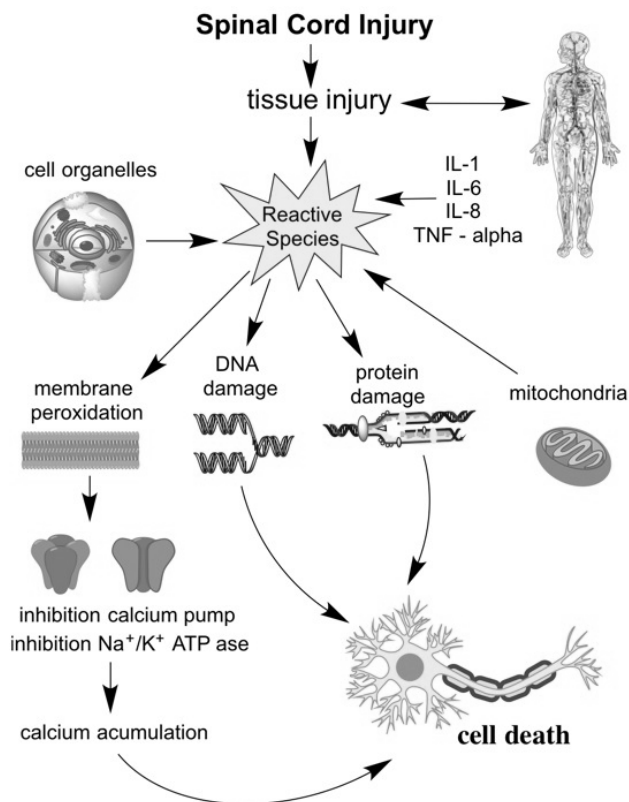 Spinal Cord Injury
tissue injury
cell organelles
IL-1
IL-6
IL-8
TNF - alpha
Reactive
Species
membrane
peroxidation
DNA
damage
protein
damage
mitochondria
inhibition calcium pump
inhibition Na⁺/K⁺ ATP ase
calcium acumulation
cell death